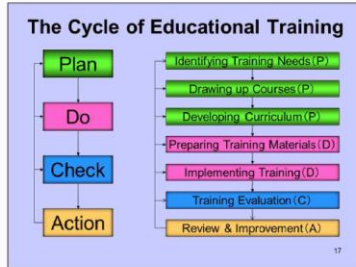 The Cycle of Educational Training
Plan
Do
Check
Action
Identifying Training Needs(P)
Drawing up Courses(P)
Developing Curriculum(P)
Preparing Training Materials(D)
Implementing Training(D)
Training Evaluation(C)
Review & Improvement(A)
17